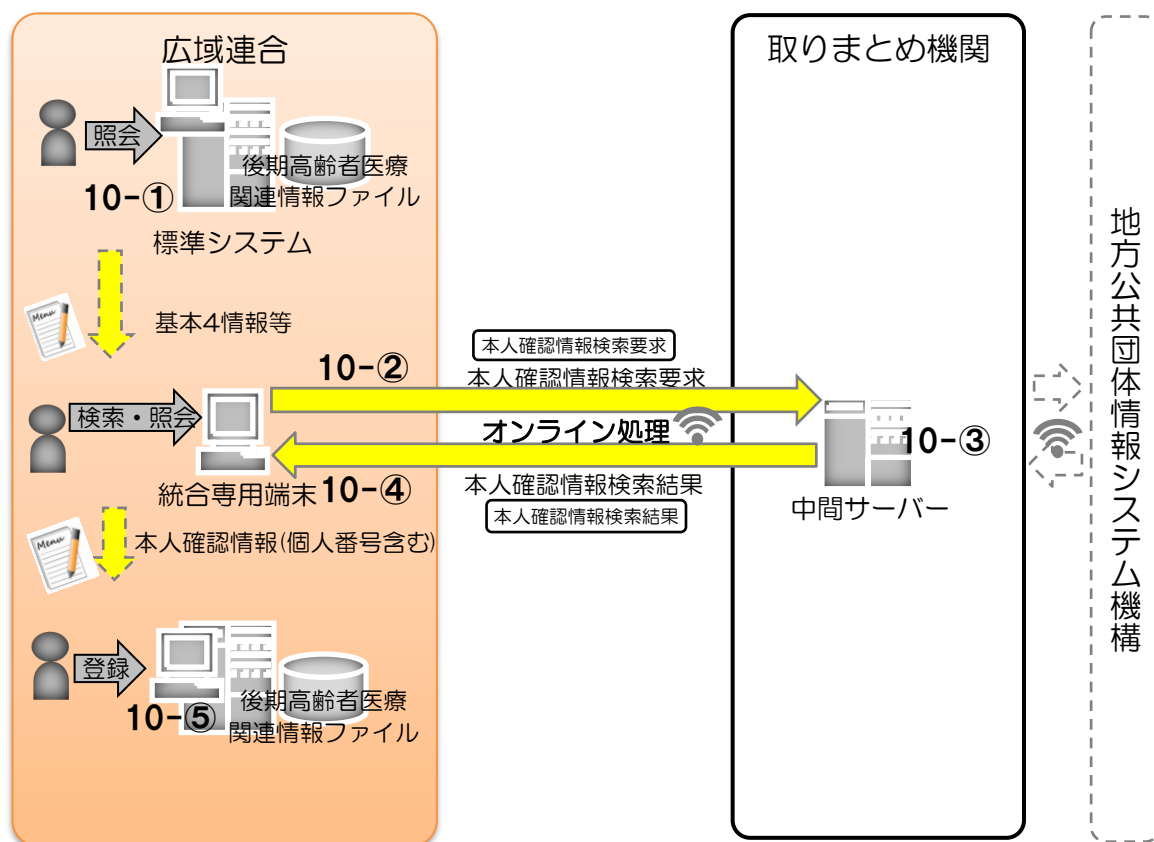 広域連合
照会
後期高齢者医療
関連情報ファイル
10-①
標準システム
Menu
基本4情報等
10-②
本人確認情報検索要求
本人確認情報検索要求
検索・照会
オンライン処理
統合専用端末
10-④
本人確認情報検索結果
本人確認情報検索結果
Menu
本人確認情報(個人番号含む)
登録
後期高齢者医療
関連情報ファイル
10-⑤
取りまとめ機関
10-③
中間サーバー
地方公共団体情報システム機構